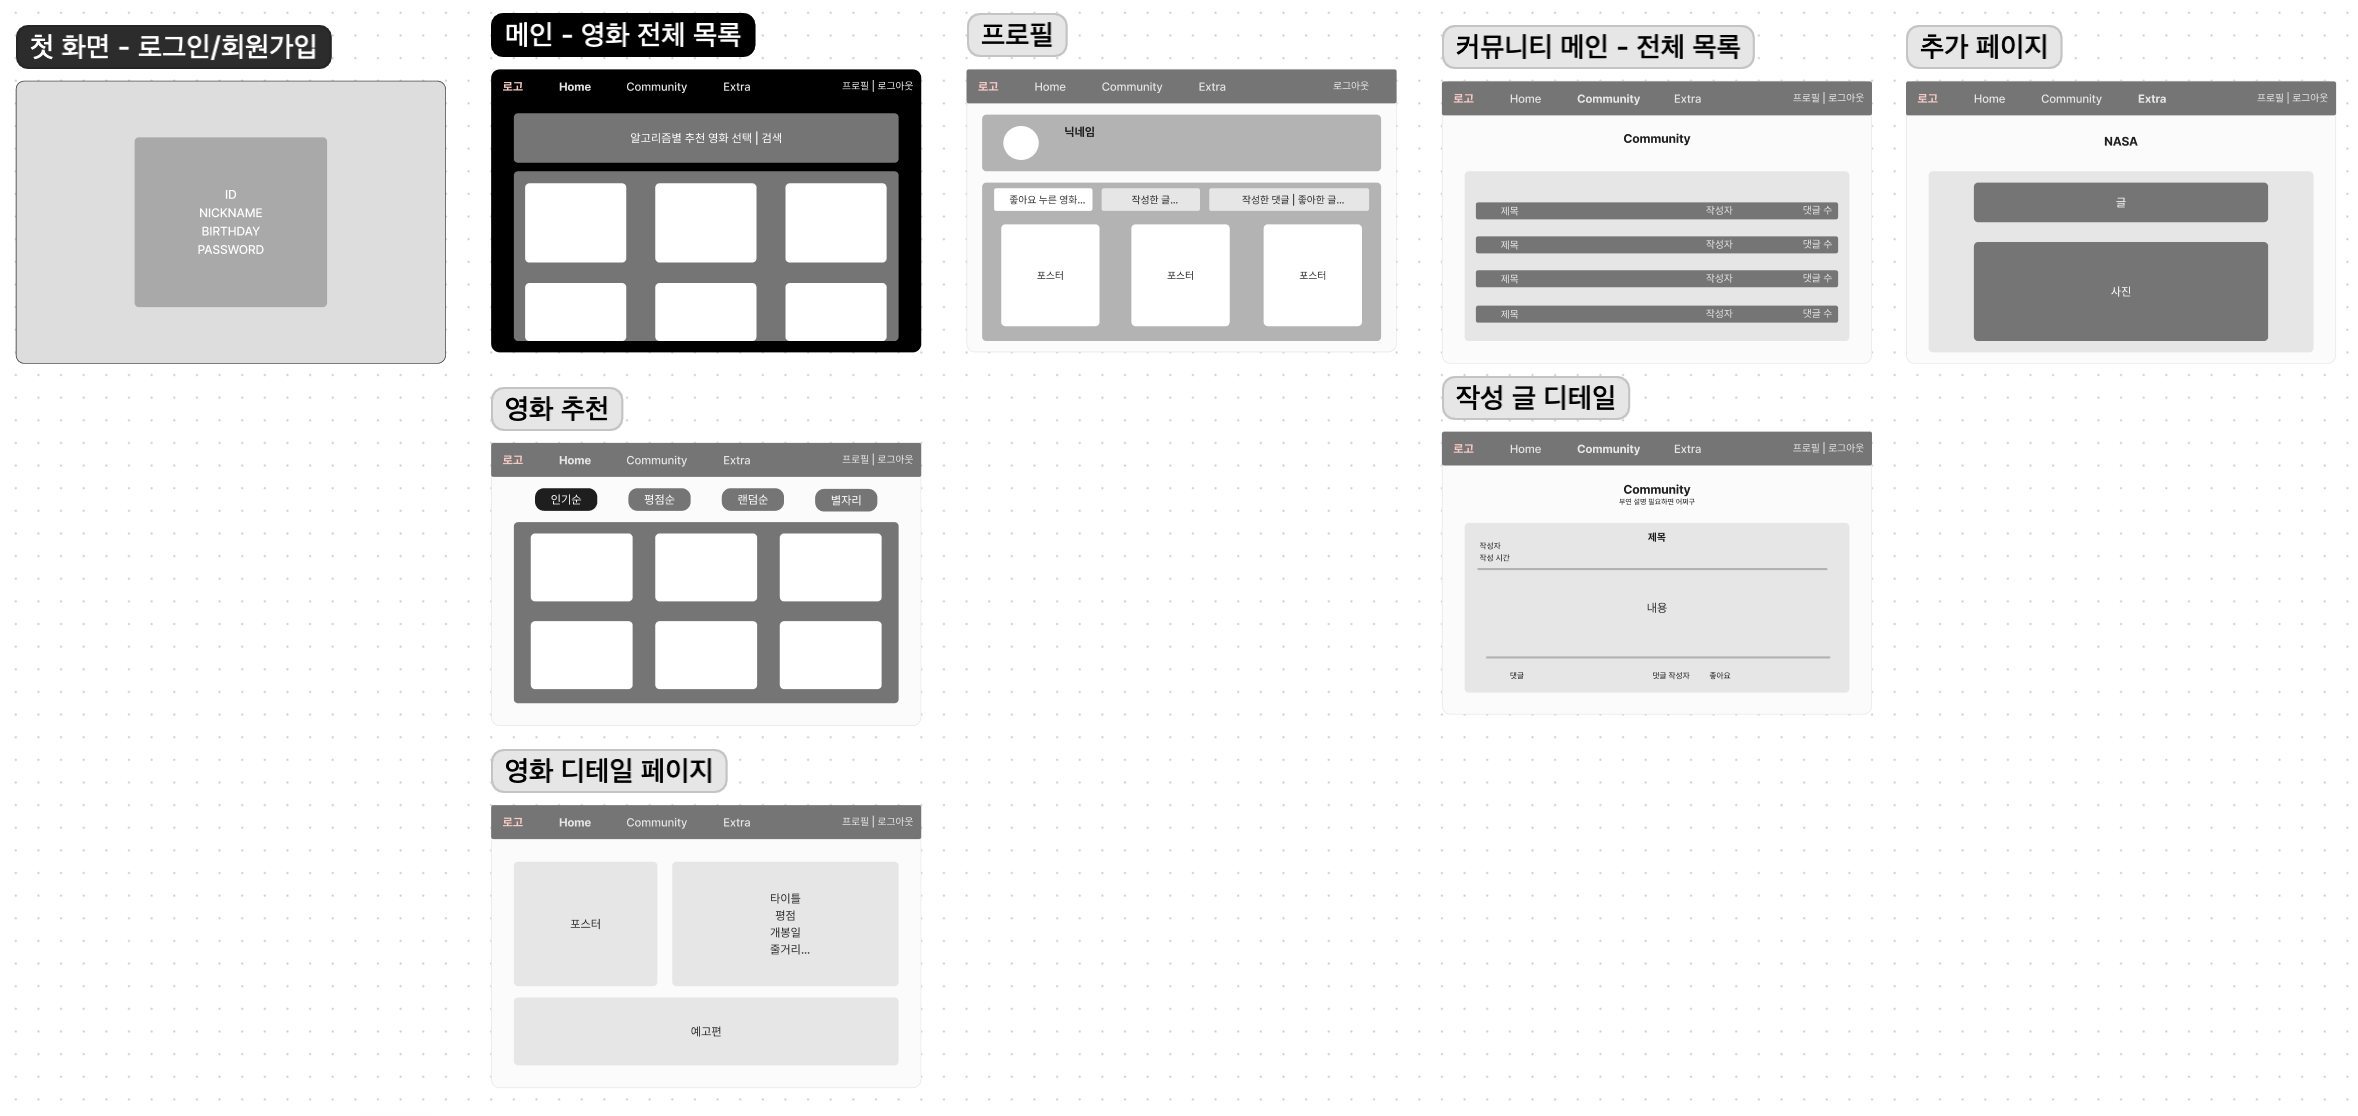 첫 화면 - 로그인/회원가입
ID
NICKNAME
BIRTHDAY
PASSWORD
메인 - 영화 전체 목록
로고 Home Community Extra 프로필 | 로그아웃
알고리즘별 추천 영화 선택 | 검색
영화 추천
로고 Home Community Extra 프로필 | 로그아웃
인기순 평점순 랜덤순 별자리
영화 디테일 페이지
로고 Home Community Extra 프로필 | 로그아웃
포스터
타이틀
평점
개봉일
줄거리...
예고편
프로필
로고 Home Community Extra 로그아웃
닉네임
좋아요 누른 영화... 작성한 글... 작성한 댓글 | 좋아한 글...
포스터 포스터 포스터
커뮤니티 메인 - 전체 목록
로고 Home Community Extra 프로필 | 로그아웃
Community
제목 작성자 댓글 수
제목 작성자 댓글 수
제목 작성자 댓글 수
제목 작성자 댓글 수
작성 글 디테일
로고 Home Community Extra 프로필 | 로그아웃
Community
부연 설명 필요하면 어쩌구
제목
작성자
작성 시간
내용
댓글 댓글 작성자 좋아요
추가 페이지
로고 Home Community Extra 프로필 | 로그아웃
NASA
글
사진